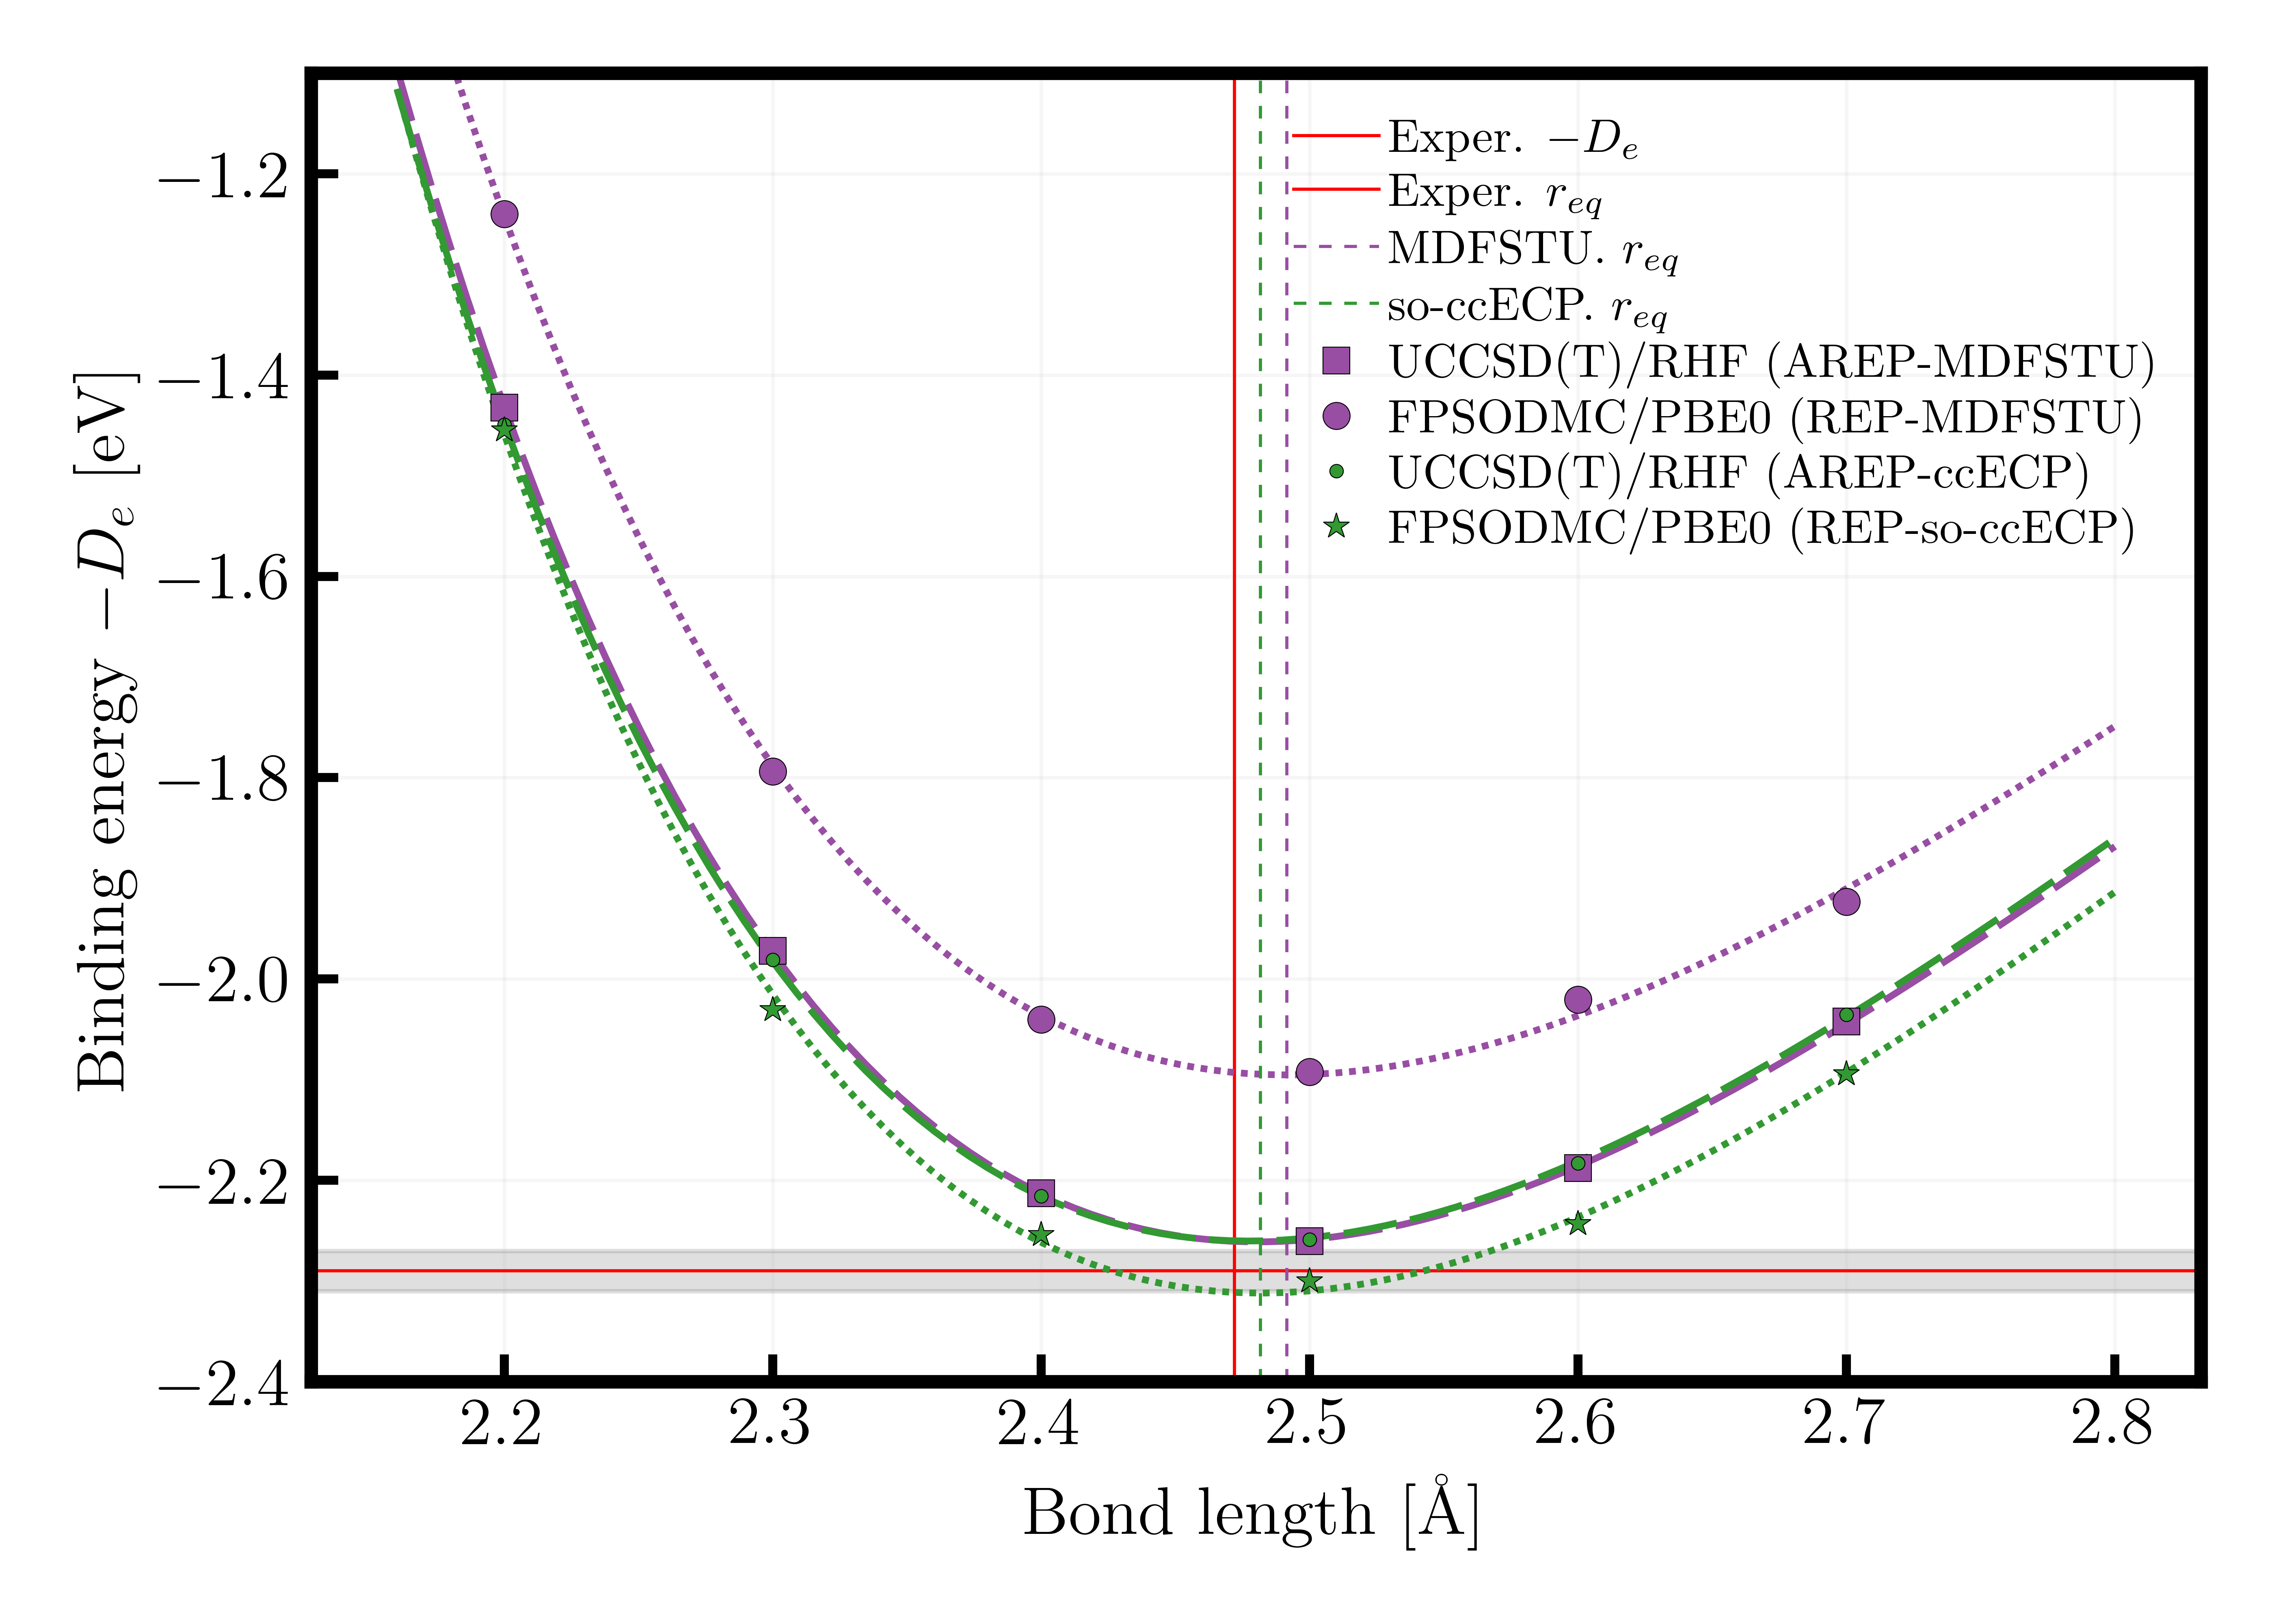 Binding energy −Dₑ [eV]
−1.2
−1.4
−1.6
−1.8
−2.0
−2.2
−2.4
Exper. −Dₑ
Exper. r_eq
MDFSTU. r_eq
so-ccECP. r_eq
UCCSD(T)/RHF (AREP-MDFSTU)
FPSODMC/PBE0 (REP-MDFSTU)
UCCSD(T)/RHF (AREP-ccECP)
FPSODMC/PBE0 (REP-so-ccECP)
2.2 2.3 2.4 2.5 2.6 2.7 2.8
Bond length [Å]